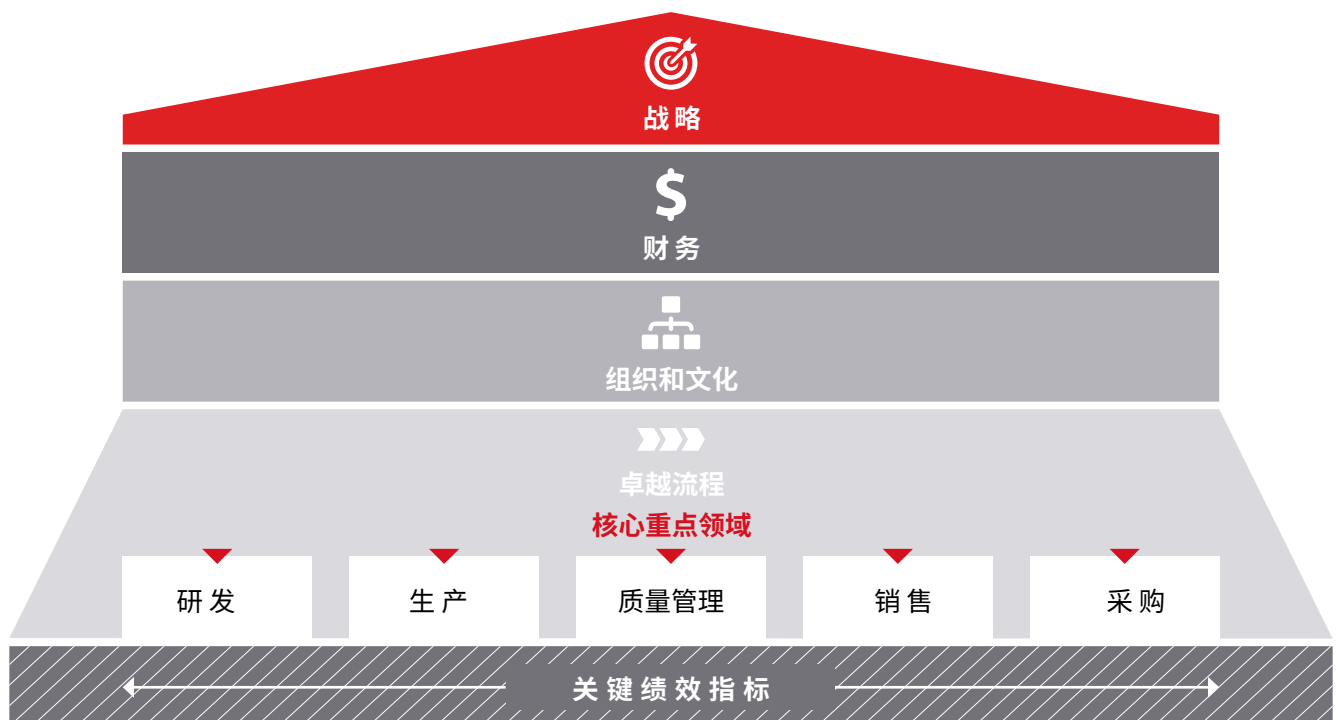 战略
$
财务
组织和文化
卓越流程
核心重点领域
研发
生产
质量管理
销售
采购
关键绩效指标